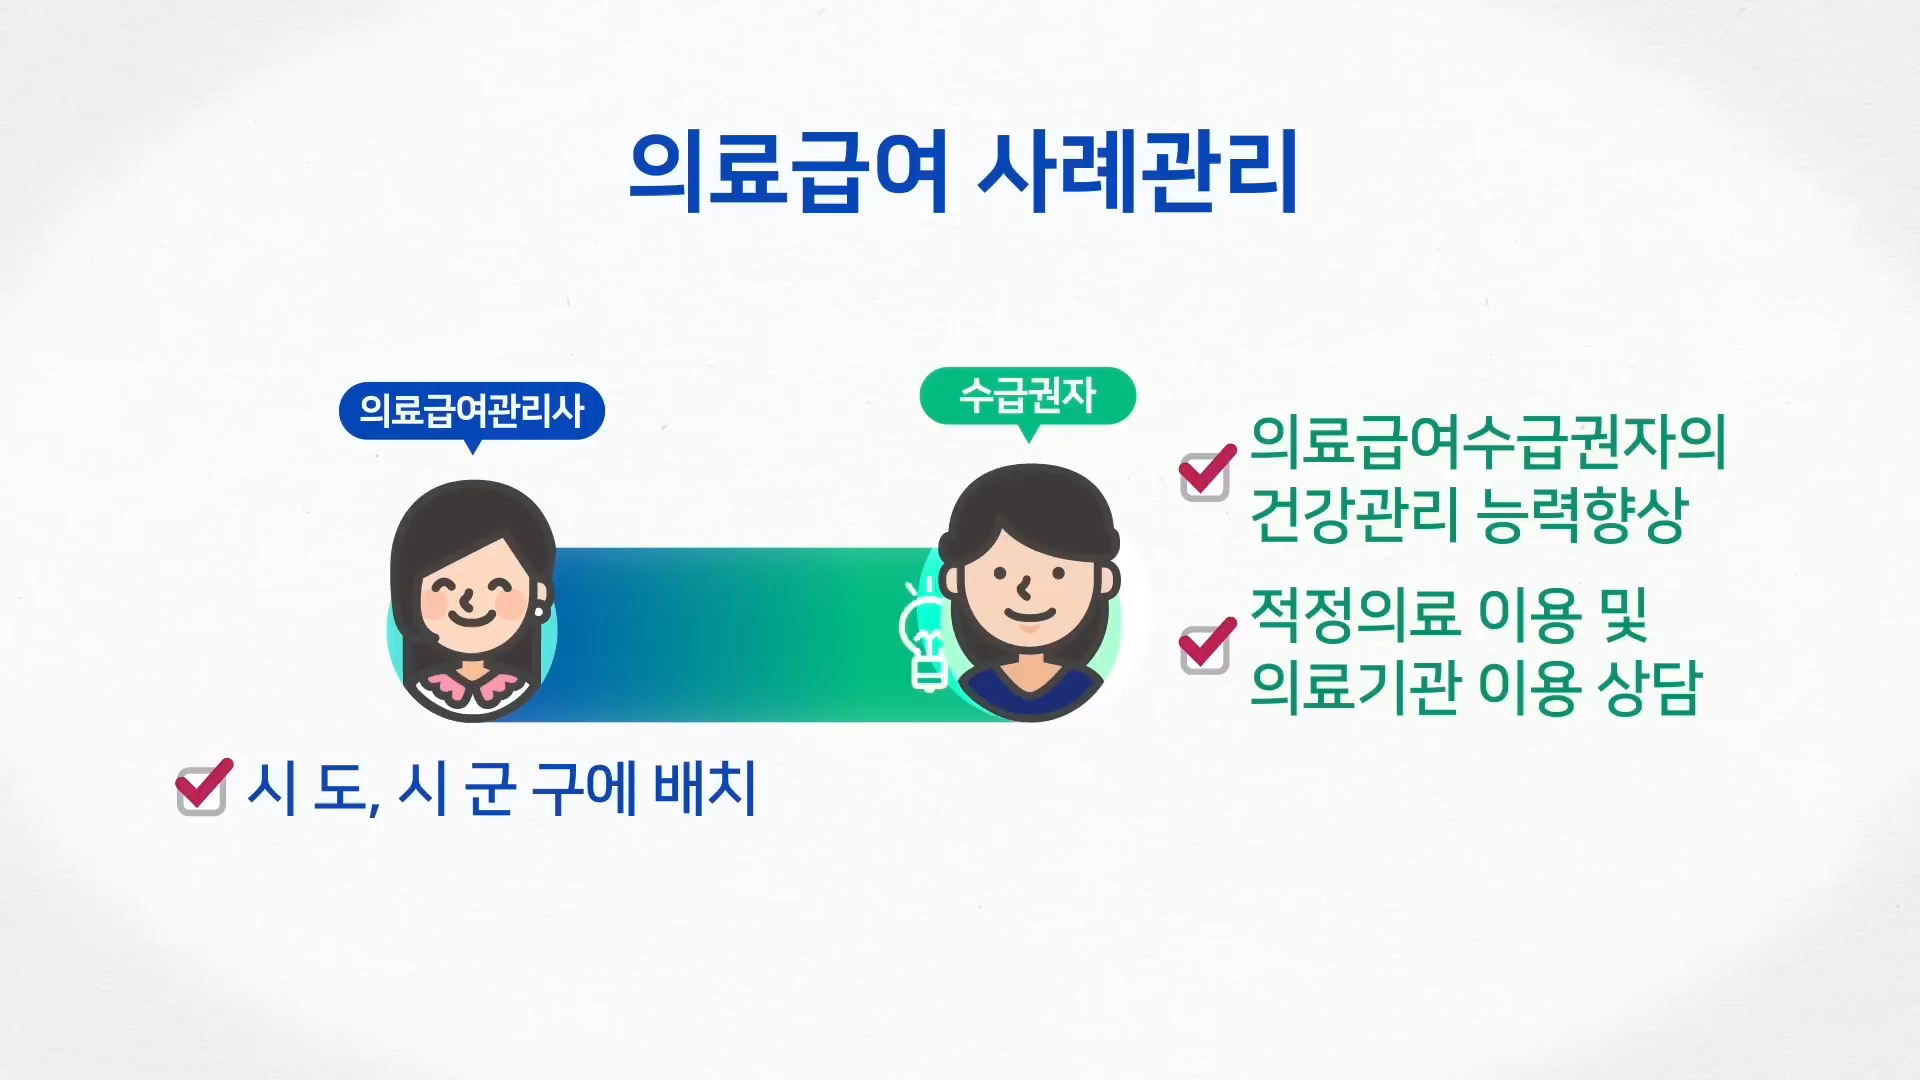 의료급여 사례관리
의료급여관리사
수급권자
의료급여수급권자의
건강관리 능력향상
적정의료 이용 및
의료기관 이용 상담
시 도, 시 군 구에 배치